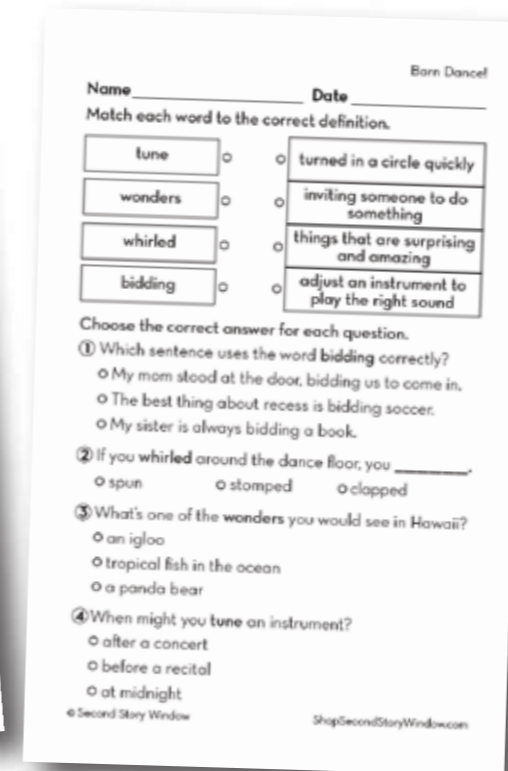 Barn Dance!
Name Date
Match each word to the correct definition.
tune
turned in a circle quickly
wonders
inviting someone to do
something
whirled
things that are surprising
and amazing
bidding
adjust an instrument to
play the right sound
Choose the correct answer for each question.
① Which sentence uses the word bidding correctly?
My mom stood at the door, bidding us to come in.
The best thing about recess is bidding soccer.
My sister is always bidding a book.
② If you whirled around the dance floor, you ________.
spun stomped clapped
③ What's one of the wonders you would see in Hawaii?
an igloo
tropical fish in the ocean
a panda bear
④ When might you tune an instrument?
after a concert
before a recital
at midnight
© Second Story Window ShopSecondStoryWindow.com